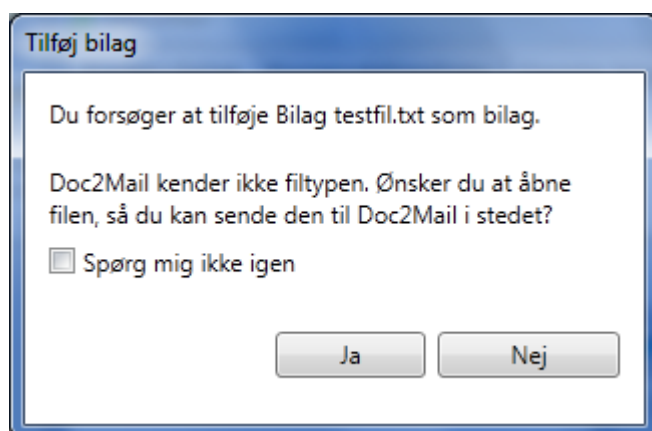 Tilføj bilag
Du forsøger at tilføje Bilag testfil.txt som bilag.
Doc2Mail kender ikke filtypen. Ønsker du at åbne
filen, så du kan sende den til Doc2Mail i stedet?
Spørg mig ikke igen
Ja
Nej